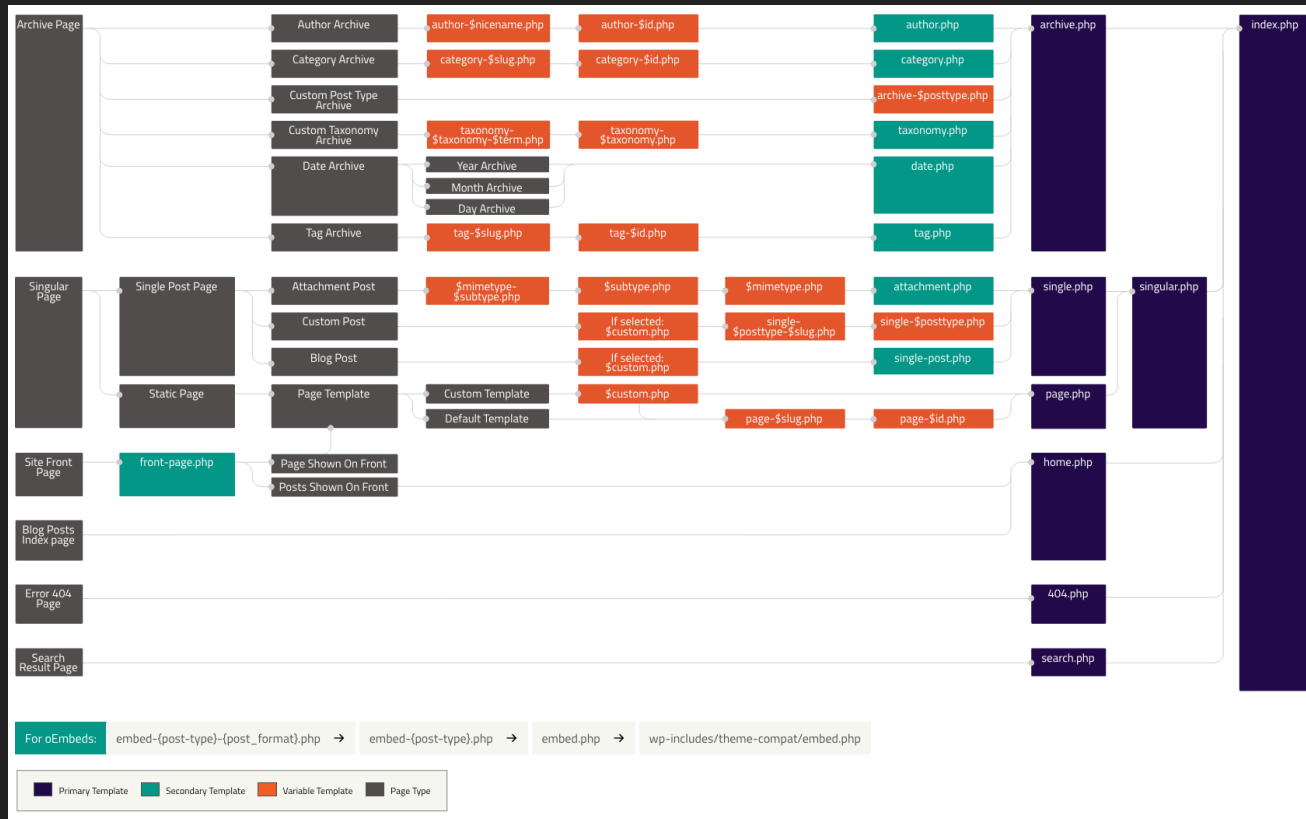 Archive Page
Author Archive
author-$nicename.php
author-$id.php
author.php
archive.php
index.php
Category Archive
category-$slug.php
category-$id.php
category.php
Custom Post Type
Archive
archive-$posttype.php
Custom Taxonomy
Archive
taxonomy-
$taxonomy-$term.php
taxonomy-
$taxonomy.php
taxonomy.php
Date Archive
Year Archive
Month Archive
Day Archive
date.php
Tag Archive
tag-$slug.php
tag-$id.php
tag.php
Singular
Page
Single Post Page
Attachment Post
$mimetype-
$subtype.php
$subtype.php
$mimetype.php
attachment.php
single.php
singular.php
Custom Post
If selected:
$custom.php
single-
$posttype-$slug.php
single-$posttype.php
Blog Post
If selected:
$custom.php
single-post.php
Static Page
Page Template
Custom Template
$custom.php
page.php
Default Template
page-$slug.php
page-$id.php
Site Front
Page
front-page.php
Page Shown On Front
Posts Shown On Front
home.php
Blog Posts
Index page
Error 404
Page
404.php
Search
Result Page
search.php
For oEmbeds:
embed-{post-type}-{post_format}.php →
embed-{post-type}.php →
embed.php →
wp-includes/theme-compat/embed.php
Primary Template
Secondary Template
Variable Template
Page Type